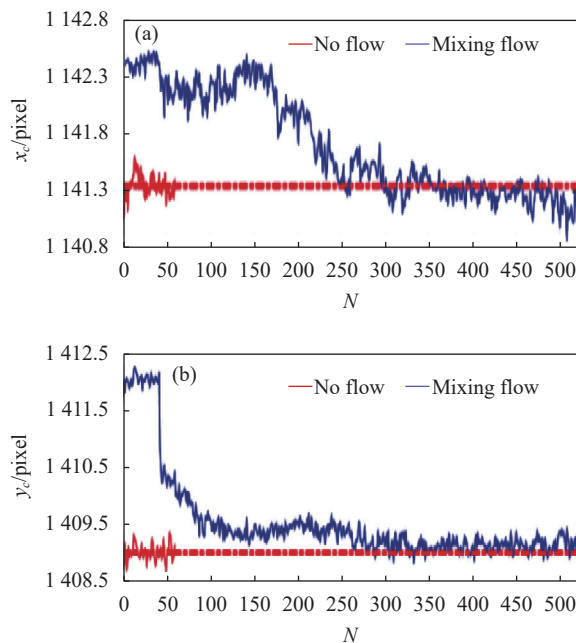 1 142.8
(a)
No flow
Mixing flow
1 142.3
1 141.8
1 141.3
1 140.8
x_c/pixel
0 50 100 150 200 250 300 350 400 450 500
N
1 412.5
(b)
No flow
Mixing flow
1 411.5
1 410.5
1 409.5
1 408.5
y_c/pixel
0 50 100 150 200 250 300 350 400 450 500
N